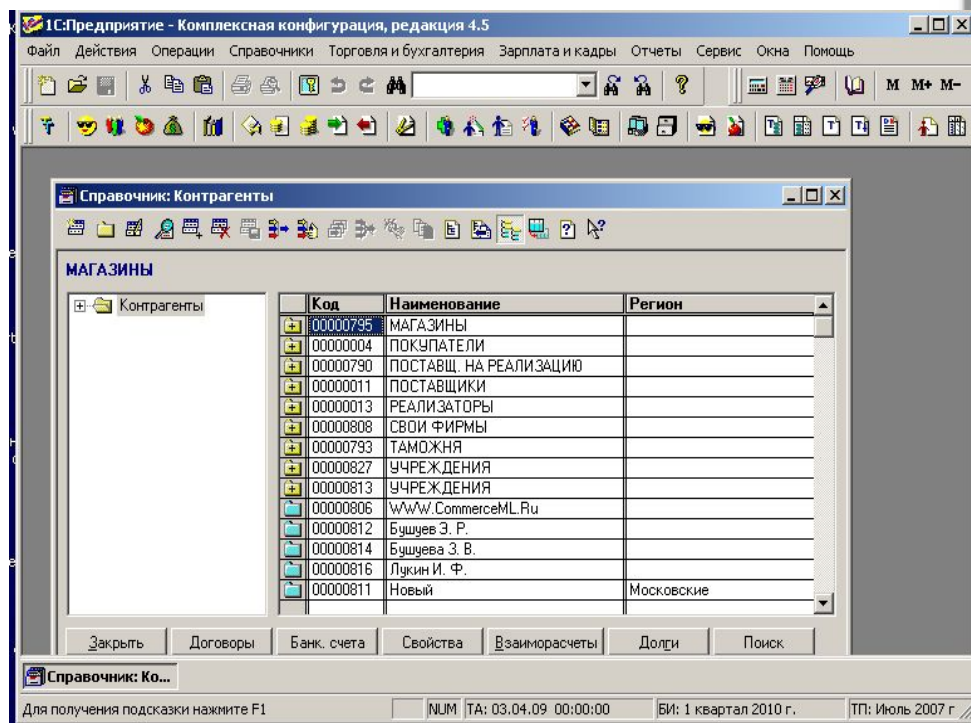 1С:Предприятие - Комплексная конфигурация, редакция 4.5
Файл Действия Операции Справочники Торговля и бухгалтерия Зарплата и кадры Отчеты Сервис Окна Помощь
M M+ M-
Справочник: Контрагенты
МАГАЗИНЫ
Контрагенты
Код Наименование Регион
00000795 МАГАЗИНЫ
00000004 ПОКУПАТЕЛИ
00000790 ПОСТАВЩ. НА РЕАЛИЗАЦИЮ
00000011 ПОСТАВЩИКИ
00000013 РЕАЛИЗАТОРЫ
00000808 СВОИ ФИРМЫ
00000793 ТАМОЖНЯ
00000827 УЧРЕЖДЕНИЯ
00000813 УЧРЕЖДЕНИЯ
00000806 WWW.CommerceML.Ru
00000812 Бушуев Э. Р.
00000814 Бушуева З. В.
00000816 Лукин И. Ф.
00000811 Новый Московские
Закрыть Договоры Банк. счета Свойства Взаиморасчеты Долги Поиск
Справочник: Ко...
Для получения подсказки нажмите F1 NUM ТА: 03.04.09 00:00:00 БИ: 1 квартал 2010 г. ТП: Июль 2007 г